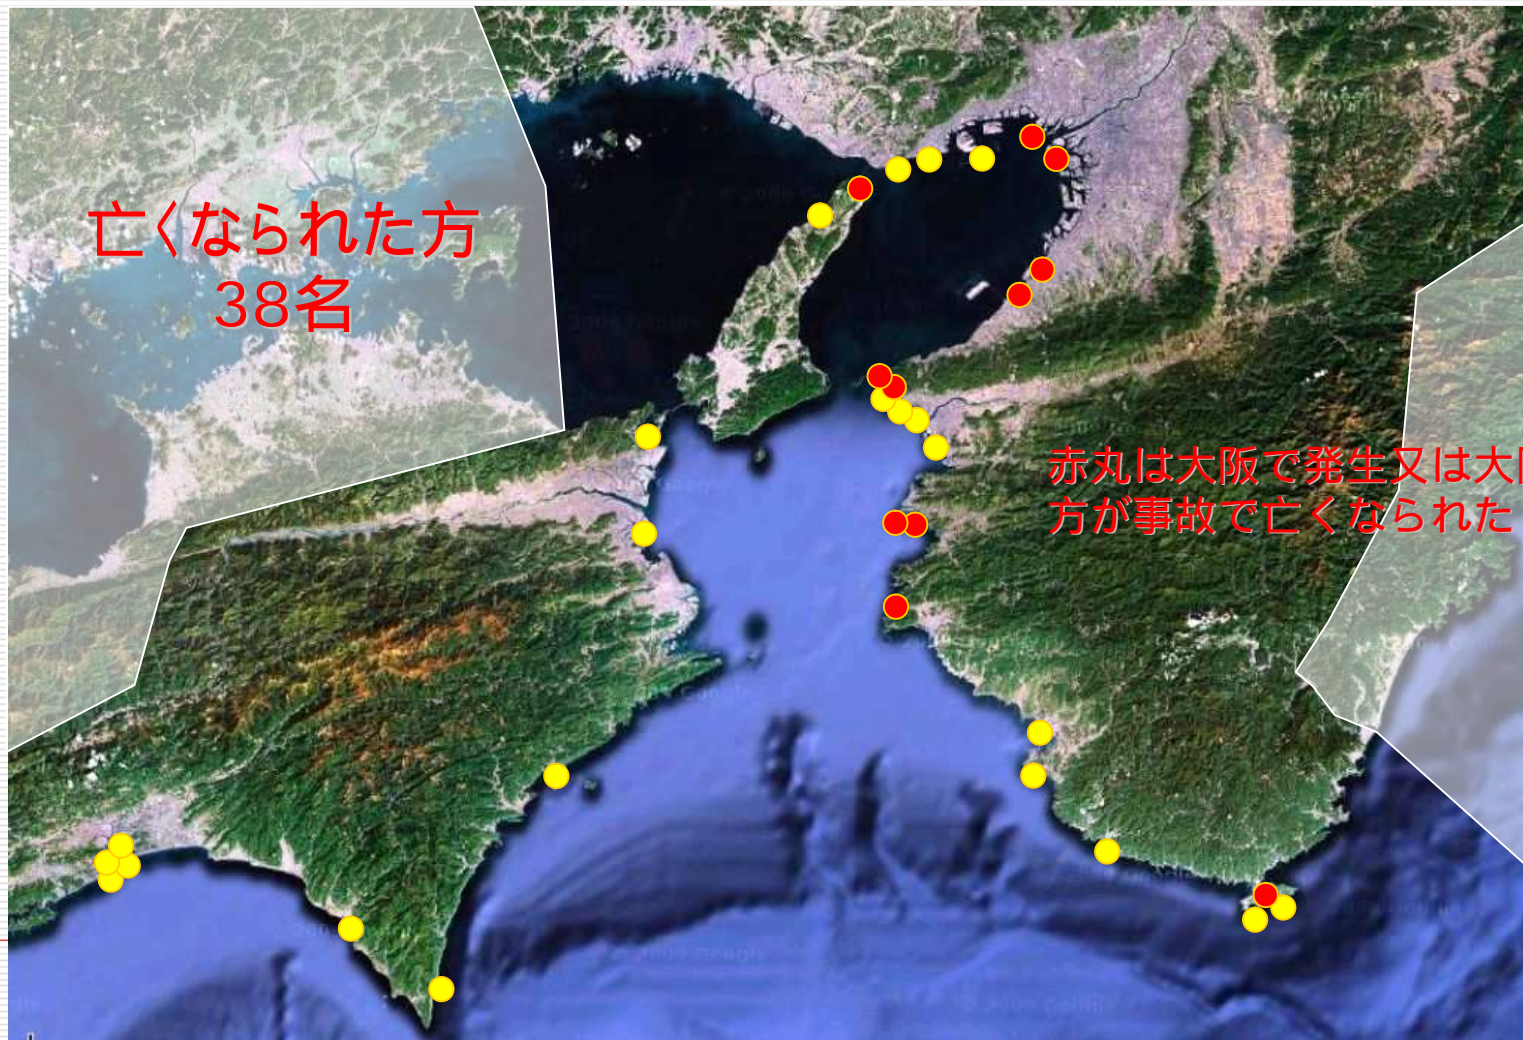 亡くなられた方
38名
赤丸は大阪で発生又は大
方が事故で亡くなられた